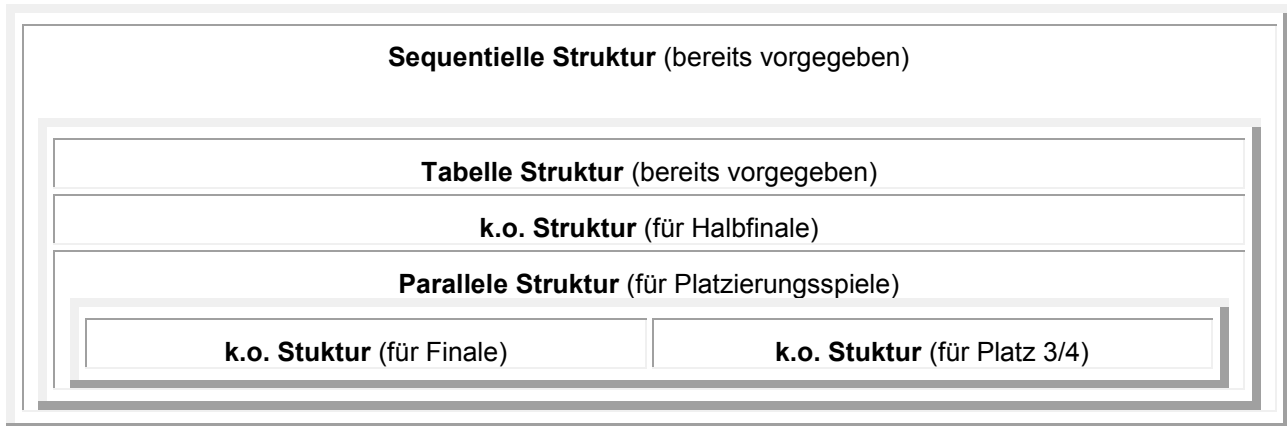 Sequentielle Struktur (bereits vorgegeben)
Tabelle Struktur (bereits vorgegeben)
k.o. Struktur (für Halbfinale)
Parallele Struktur (für Platzierungsspiele)
k.o. Stuktur (für Finale)
k.o. Stuktur (für Platz 3/4)